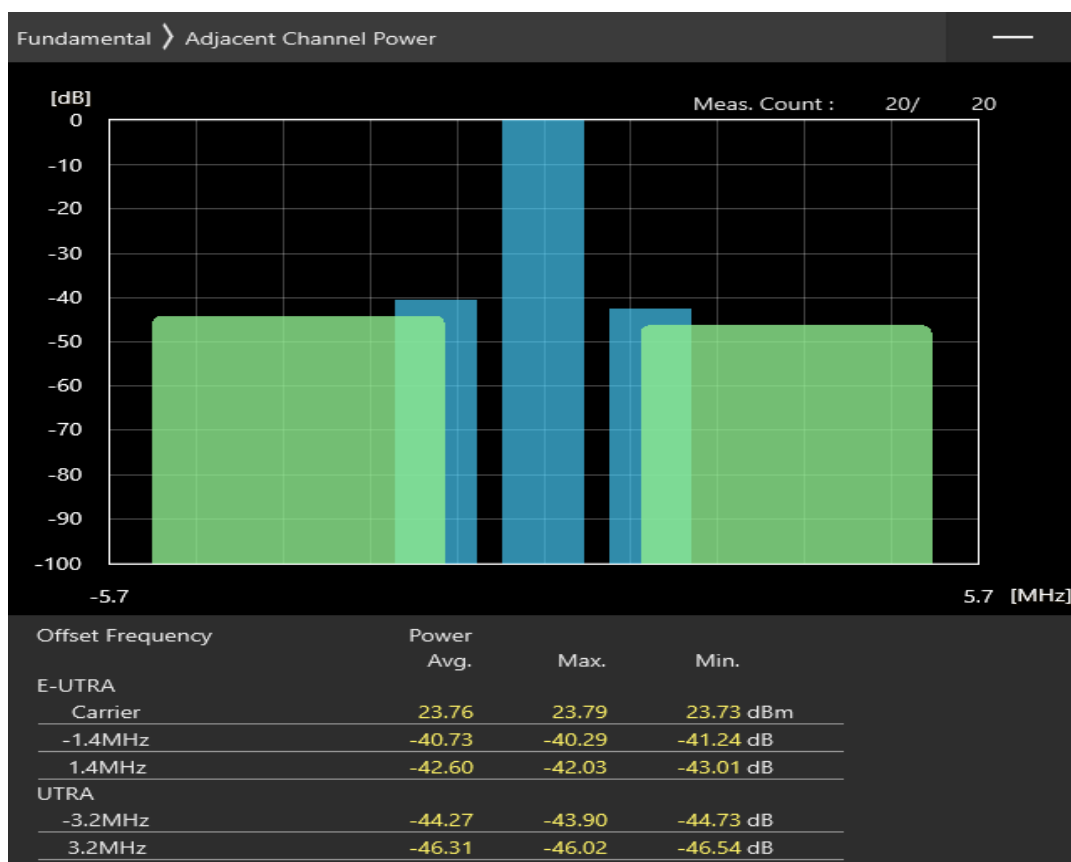 Fundamental 〉 Adjacent Channel Power
[dB]
Meas. Count : 20/ 20
0
-10
-20
-30
-40
-50
-60
-70
-80
-90
-100
-5.7 5.7 [MHz]
Offset Frequency Power
Avg. Max. Min.
E-UTRA
Carrier 23.76 23.79 23.73 dBm
-1.4MHz -40.73 -40.29 -41.24 dB
1.4MHz -42.60 -42.03 -43.01 dB
UTRA
-3.2MHz -44.27 -43.90 -44.73 dB
3.2MHz -46.31 -46.02 -46.54 dB